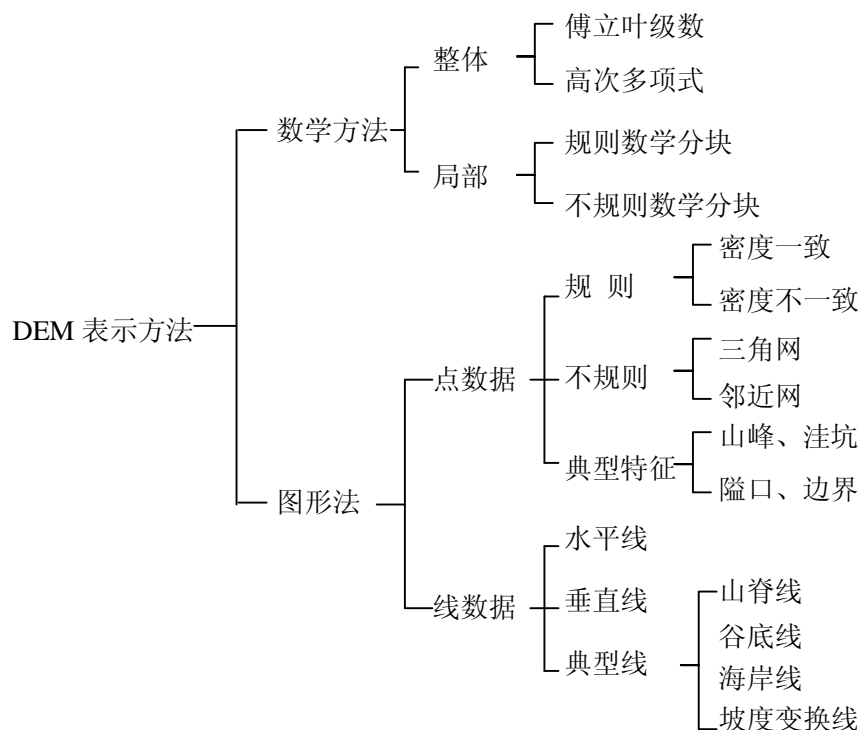 傅立叶级数
整体
高次多项式
数学方法
规则数学分块
局部
不规则数学分块
密度一致
规 则
密度不一致
DEM 表示方法
三角网
点数据
不规则
邻近网
山峰、洼坑
典型特征
隘口、边界
图形法
水平线
山脊线
线数据
垂直线
谷底线
典型线
海岸线
坡度变换线